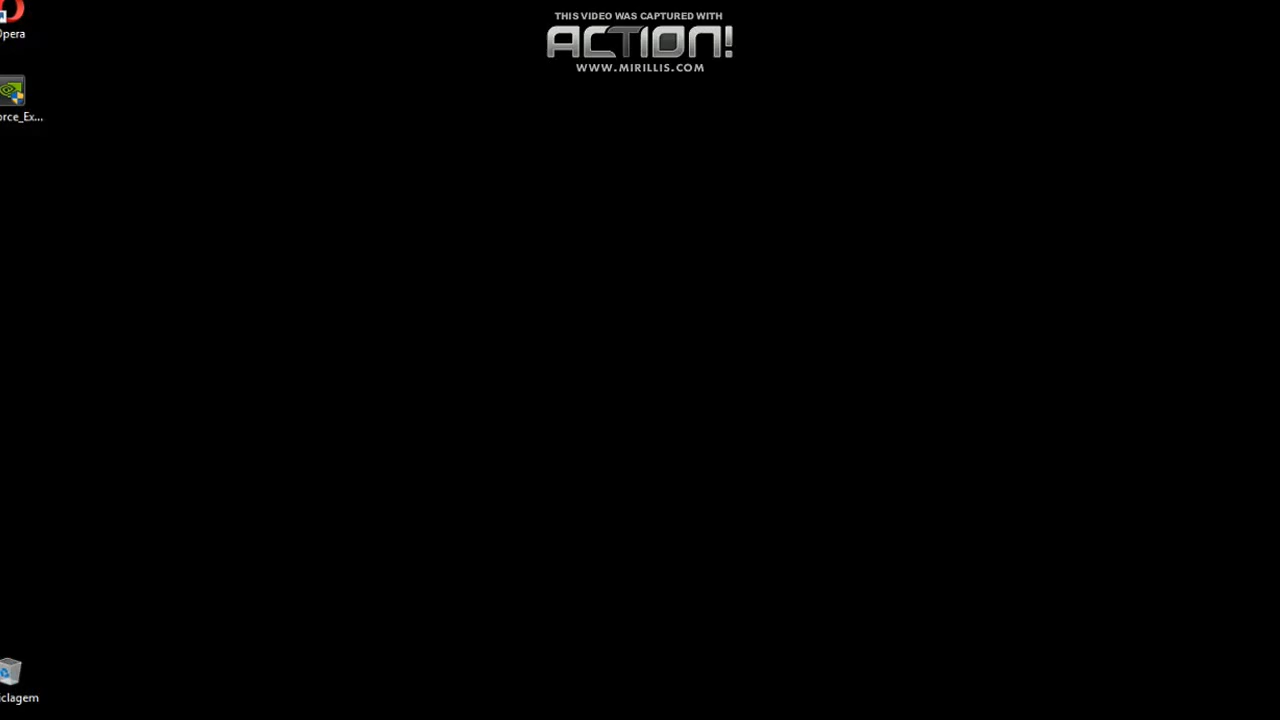 THIS VIDEO WAS CAPTURED WITH
ACTION!
WWW.MIRILLIS.COM
Opera
orce_Ex...
clagem